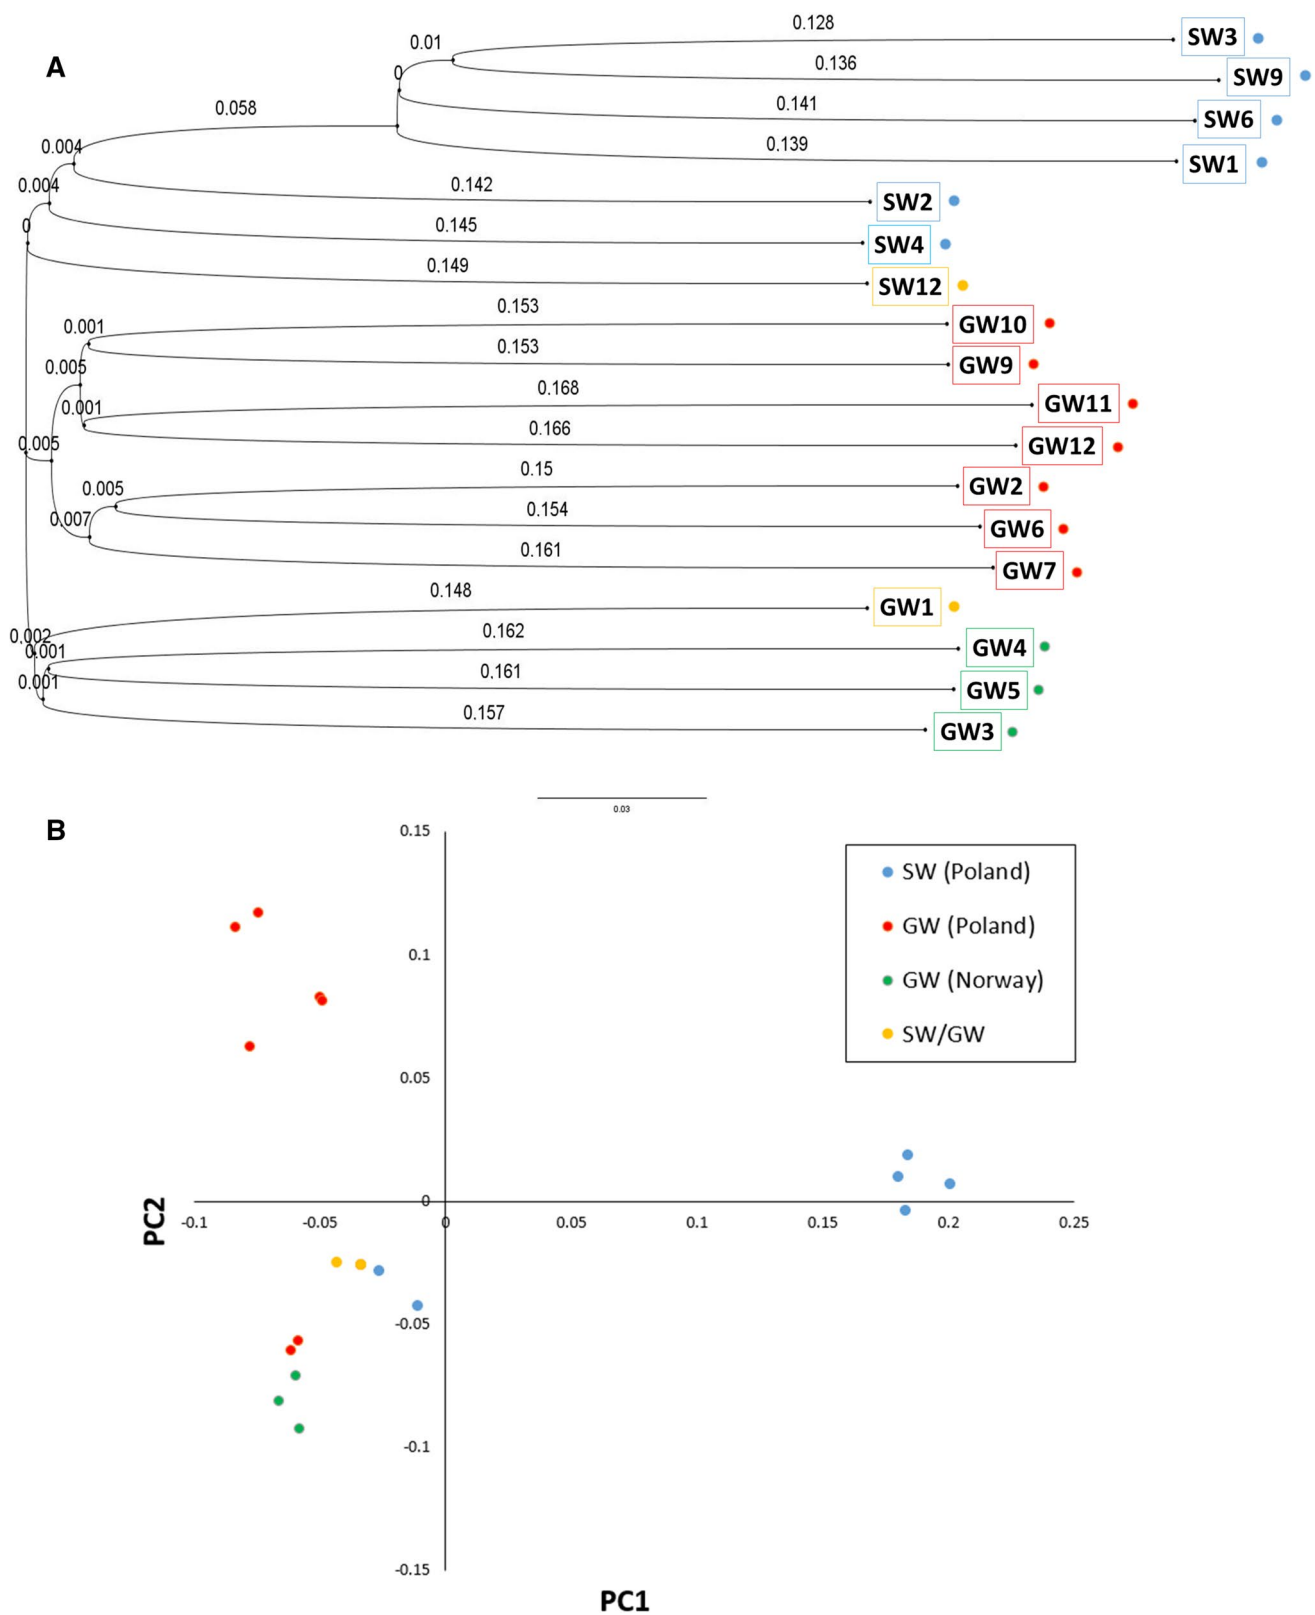 0.128
0.01
SW3
A
0.136
0
SW9
0.058
0.141
SW6
0.139
0.004
SW1
0.142
0.004
SW2
0.145
0
SW4
0.149
SW12
0.153
GW10
0.001
0.153
0.005
GW9
0.168
0.001
GW11
0.166
0.005
GW12
0.15
0.005
GW2
0.154
0.007
GW6
0.161
GW7
0.148
GW1
0.002
0.162
0.001
GW4
0.161
0.001
GW5
0.157
GW3
0.03
B
0.15
SW (Poland)
GW (Poland)
0.1
GW (Norway)
SW/GW
0.05
0
PC2
-0.1 -0.05 0 0.05 0.1 0.15 0.2 0.25
-0.05
-0.1
-0.15
PC1